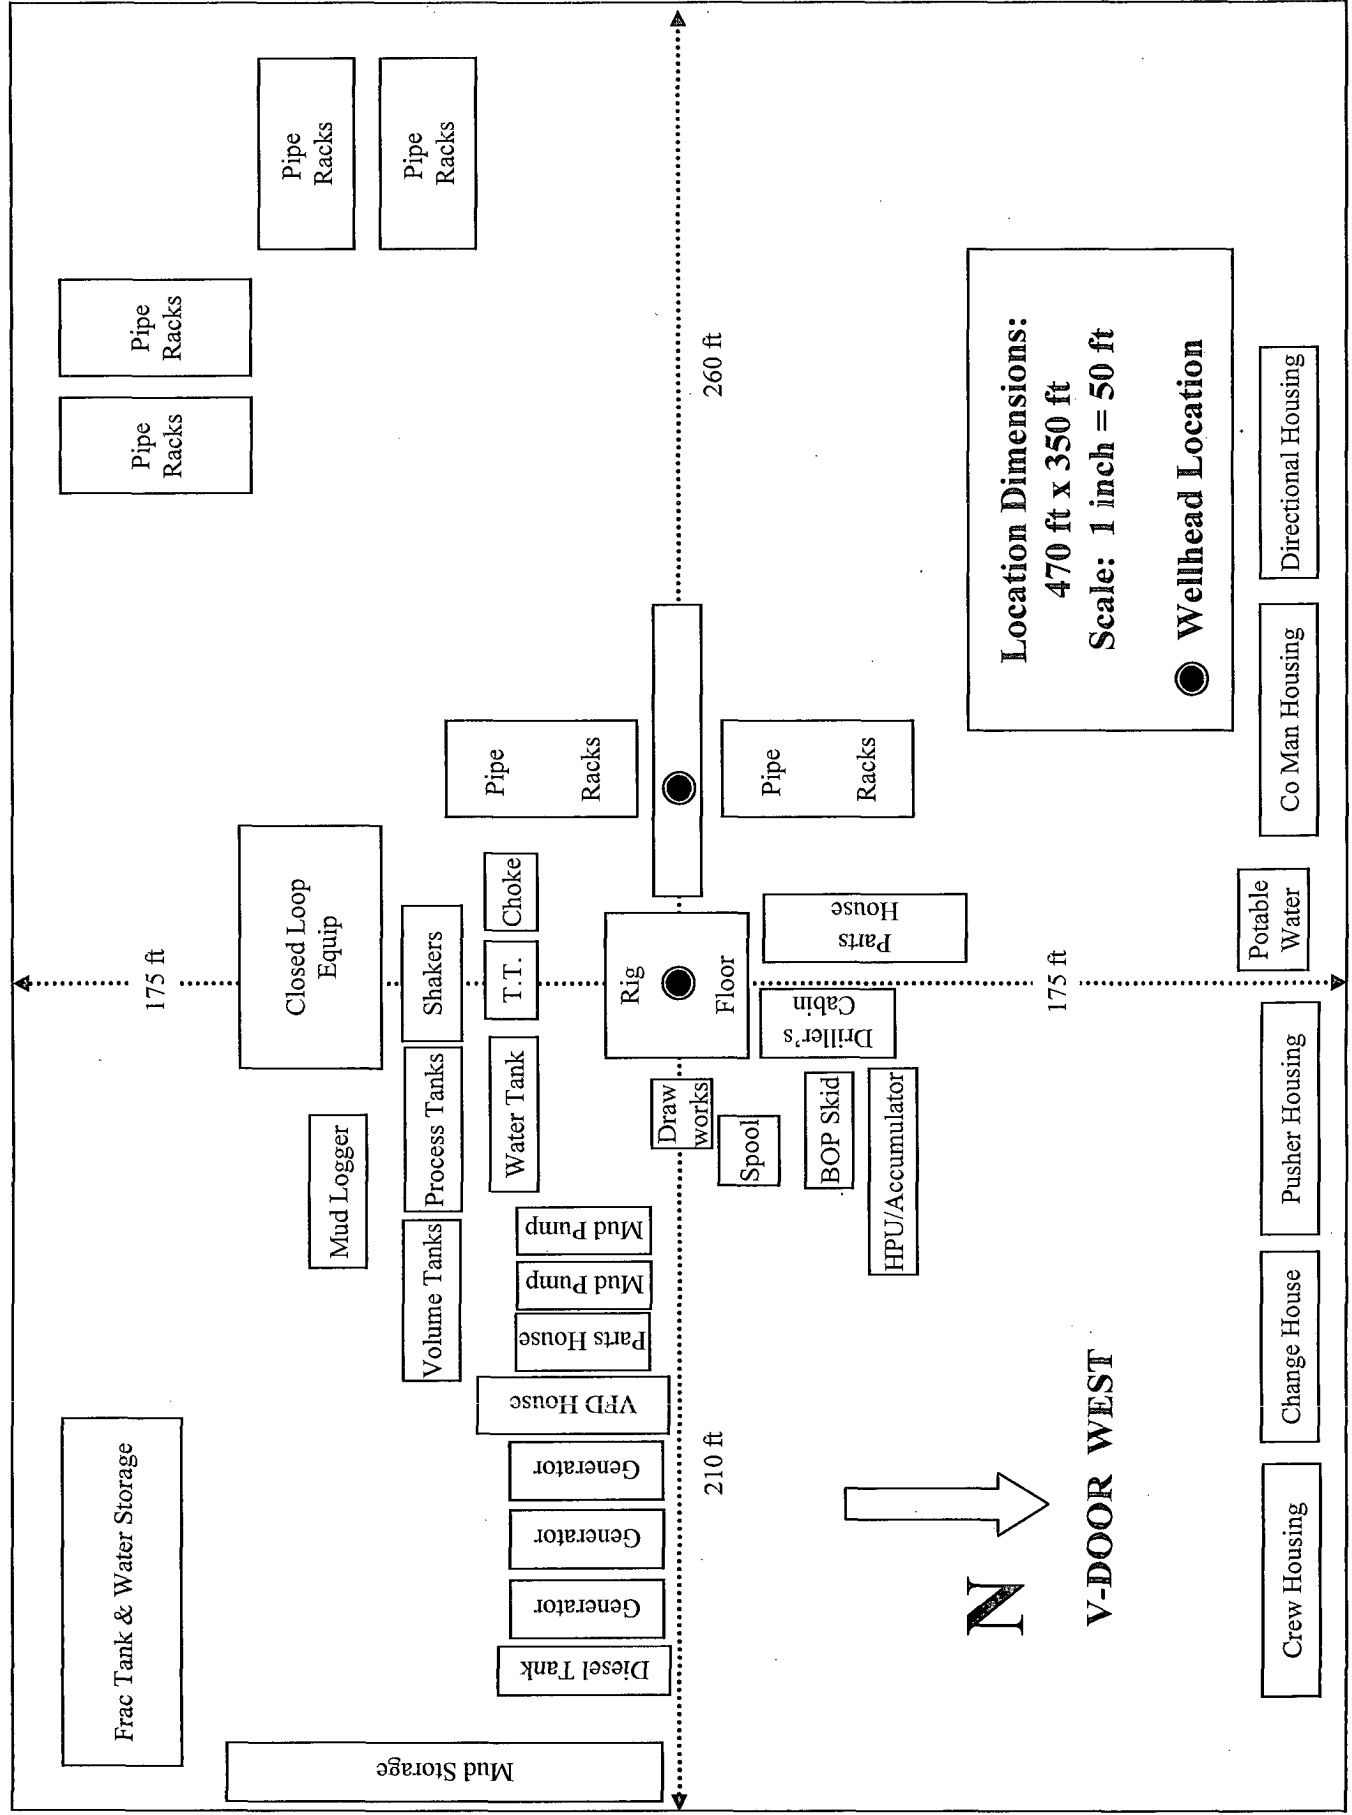 Pipe
Racks
Pipe
Racks
Pipe
Racks
Pipe
Racks
260 ft
Location Dimensions:
470 ft x 350 ft
Scale: 1 inch = 50 ft
Wellhead Location
Directional Housing
Co Man Housing
Pipe
Racks
Pipe
Racks
Closed Loop
Equip
Shakers
Choke
T.T.
Rig
Floor
Parts
House
Driller's
Cabin
Potable
Water
175 ft
175 ft
Mud Logger
Process Tanks
Volume Tanks
Water Tank
Draw
works
Spool
BOP Skid
HPU/Accumulator
Pusher Housing
Mud Pump
Mud Pump
Parts House
VFD House
Generator
Generator
Generator
Diesel Tank
210 ft
Change House
Crew Housing
N
V-DOOR WEST
Frac Tank & Water Storage
Mud Storage